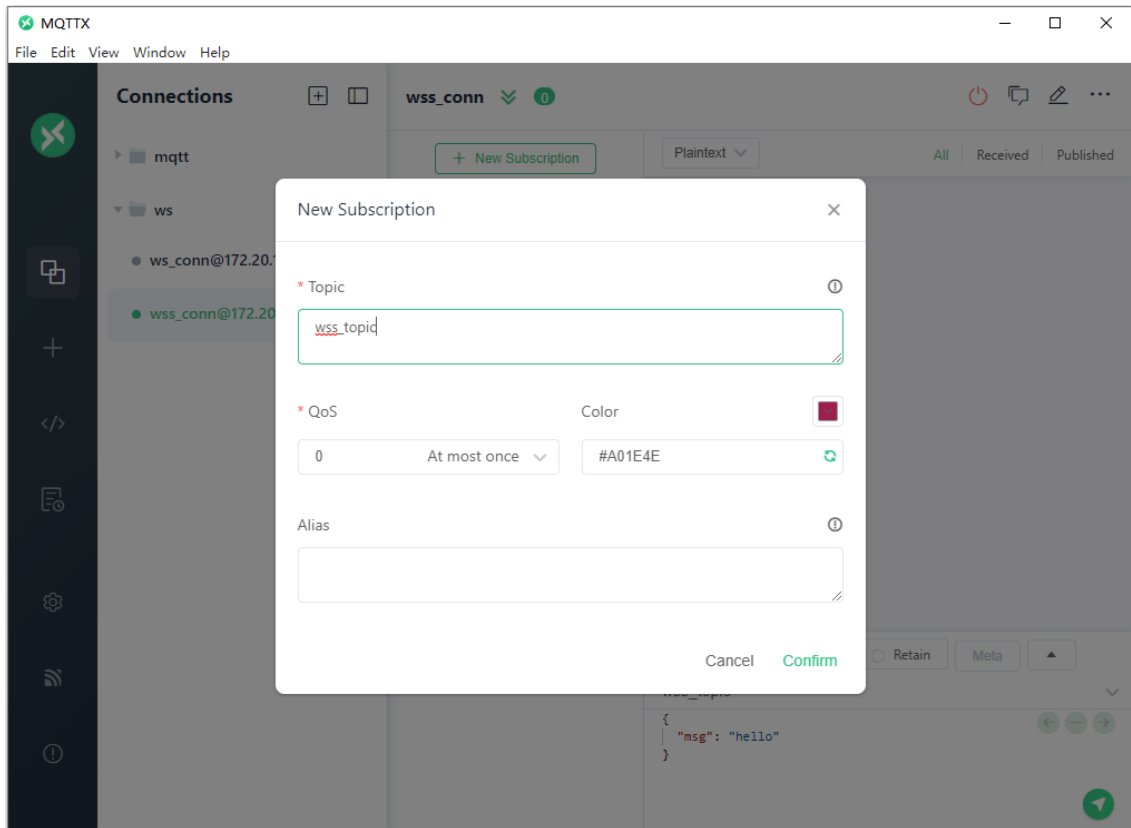 MQTTX
File Edit View Window Help
Connections
wss_conn 0
mqtt
+ New Subscription
Plaintext
All Received Published
ws
New Subscription
ws_conn@172.20.
wss_conn@172.20
* Topic
wss_topic
* QoS
Color
0 At most once
#A01E4E
Alias
Cancel Confirm
Retain
Meta
wss_topic
{
"msg": "hello"
}